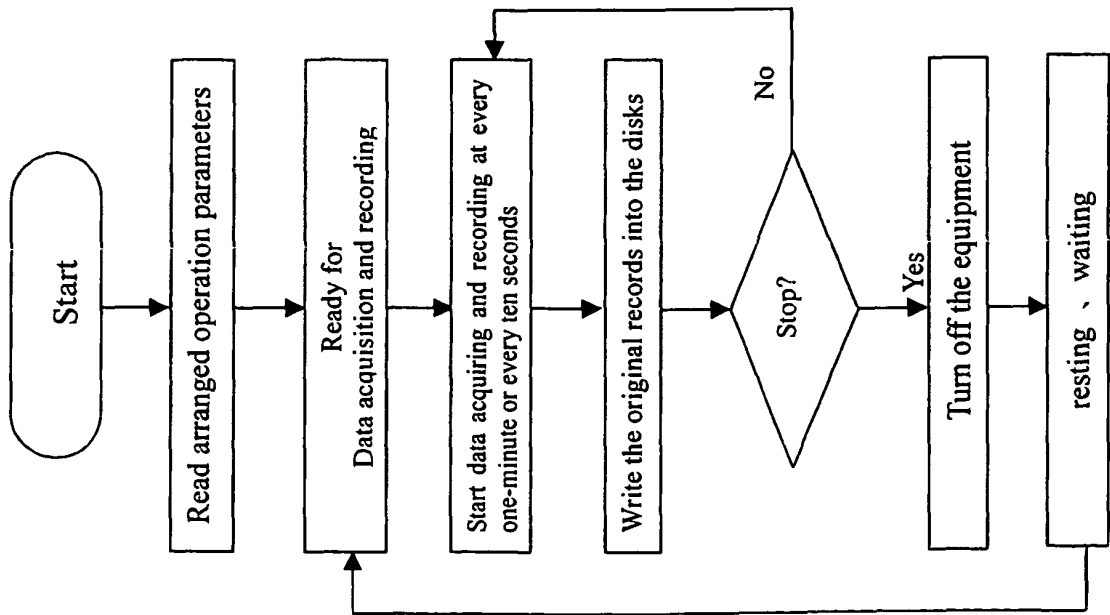 Start
Read arranged operation parameters
Ready for
Data acquisition and recording
Start data acquiring and recording at every
one-minute or every ten seconds
Write the original records into the disks
Stop?
No
Yes
Turn off the equipment
resting 、 waiting